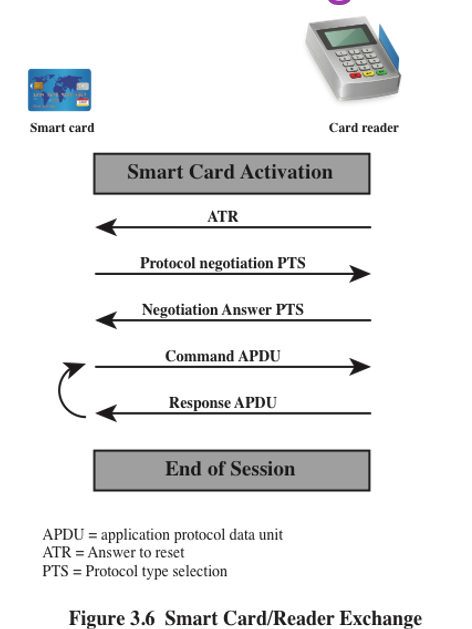 Smart card
Card reader
Smart Card Activation
ATR
Protocol negotiation PTS
Negotiation Answer PTS
Command APDU
Response APDU
End of Session
APDU = application protocol data unit
ATR = Answer to reset
PTS = Protocol type selection
Figure 3.6 Smart Card/Reader Exchange